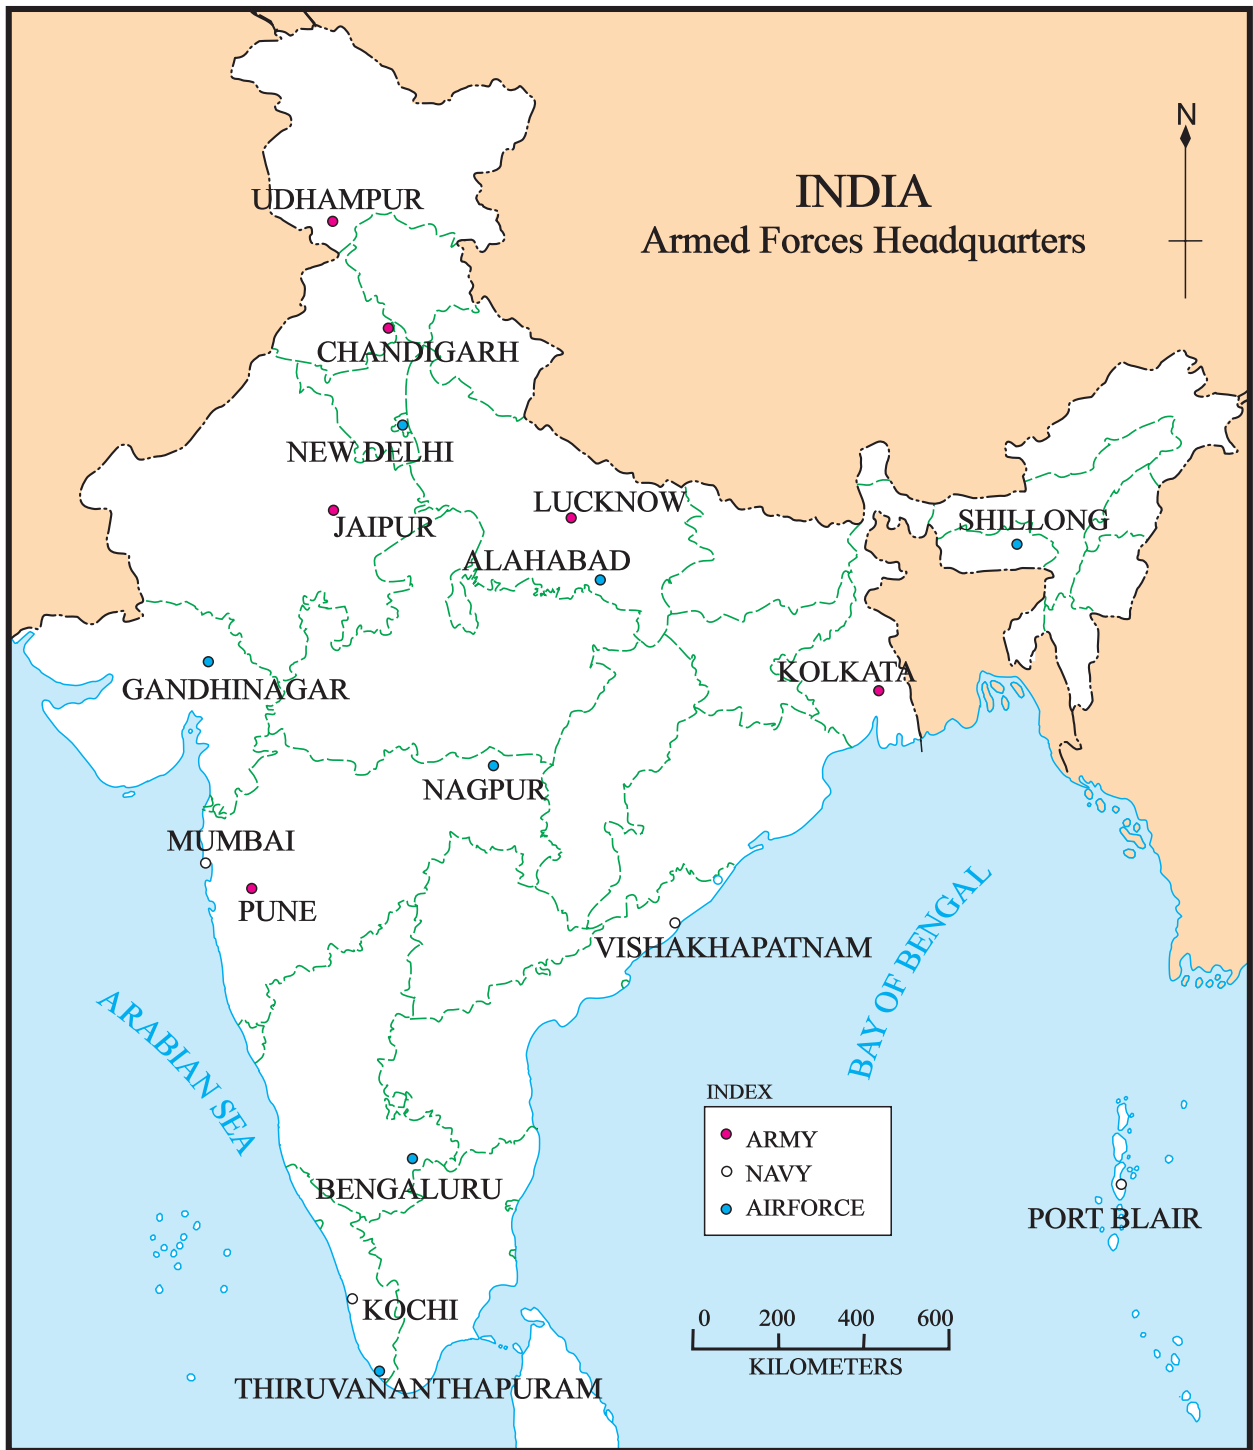 N
INDIA
Armed Forces Headquarters
UDHAMPUR
CHANDIGARH
NEW DELHI
LUCKNOW
JAIPUR
SHILLONG
ALAHABAD
KOLKATA
GANDHINAGAR
NAGPUR
MUMBAI
PUNE
VISHAKHAPATNAM
BAY OF BENGAL
ARABIAN SEA
INDEX
ARMY
NAVY
AIRFORCE
BENGALURU
PORT BLAIR
KOCHI
0 200 400 600
KILOMETERS
THIRUVANANTHAPURAM